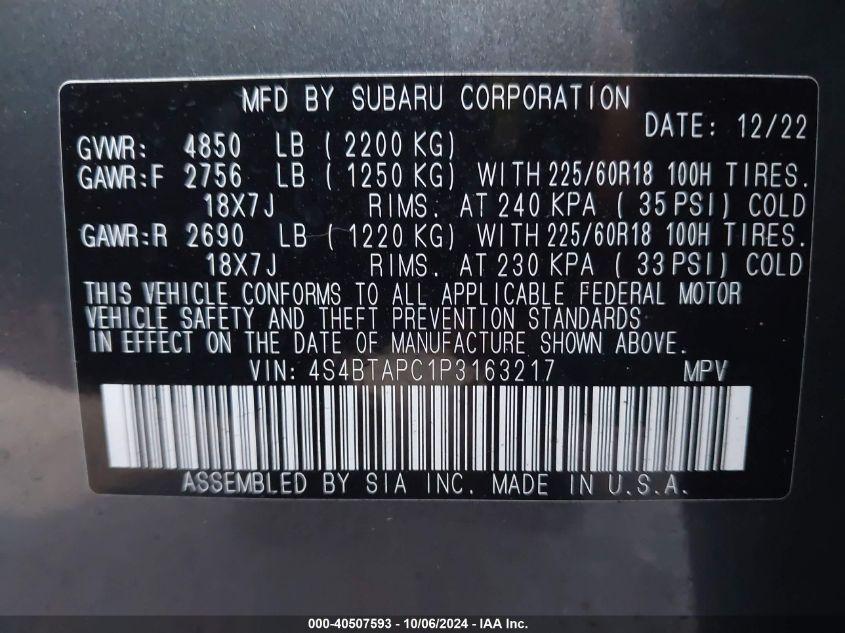 MFD BY SUBARU CORPORATION
DATE: 12/22
GVWR: 4850 LB ( 2200 KG)
GAWR:F 2756 LB ( 1250 KG) WITH 225/60R18 100H TIRES.
18X7J RIMS. AT 240 KPA ( 35 PSI) COLD
GAWR:R 2690 LB ( 1220 KG) WITH 225/60R18 100H TIRES.
18X7J RIMS. AT 230 KPA ( 33 PSI) COLD
THIS VEHICLE CONFORMS TO ALL APPLICABLE FEDERAL MOTOR
VEHICLE SAFETY AND THEFT PREVENTION STANDARDS
IN EFFECT ON THE DATE OF MANUFACTURE SHOWN ABOVE.
VIN: 4S4BTAPC1P3163217 MPV
ASSEMBLED BY SIA INC. MADE IN U.S.A.
000-40507593 - 10/06/2024 - IAA Inc.